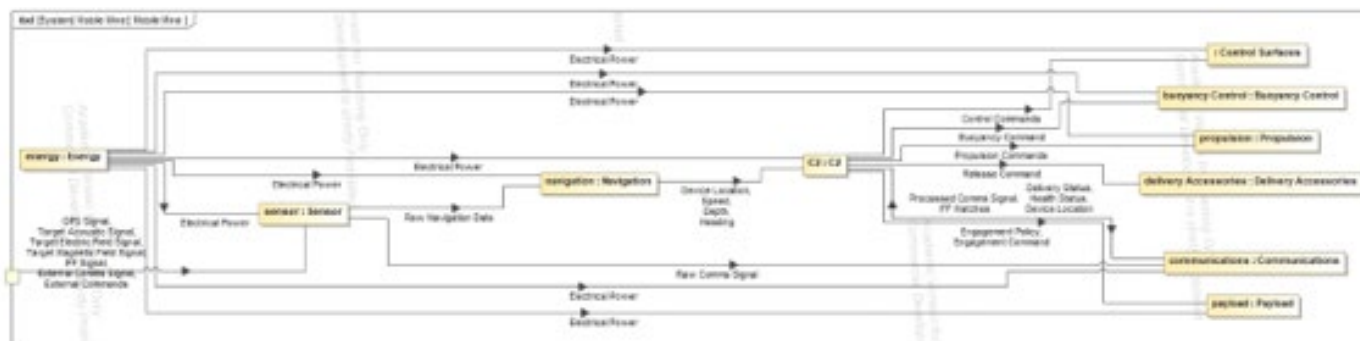 ibd [System] Mobile Mine [ Mobile Mine ]
: Control Surfaces
Electrical Power
Electrical Power
buoyancy Control : Buoyancy Control
Electrical Power
Control Commands
Buoyancy Command
propulsion : Propulsion
energy : Energy
Electrical Power
C2 : C2
Propulsion Commands
Release Command
Electrical Power
navigation : Navigation
delivery Accessories : Delivery Accessories
Device Location,
Speed,
Depth,
Heading
Processed Comms Signal,
IFF Matches
Delivery Status,
Health Status,
Device Location
sensor : Sensor
Raw Navigation Data
Electrical Power
GPS Signal,
Target Acoustic Signal,
Target Electric Field Signal,
Target Magnetic Field Signal,
IFF Signal,
External Comms Signal,
External Commands
Engagement Policy,
Engagement Command
communications : Communications
Raw Comms Signal
Electrical Power
payload : Payload
Electrical Power